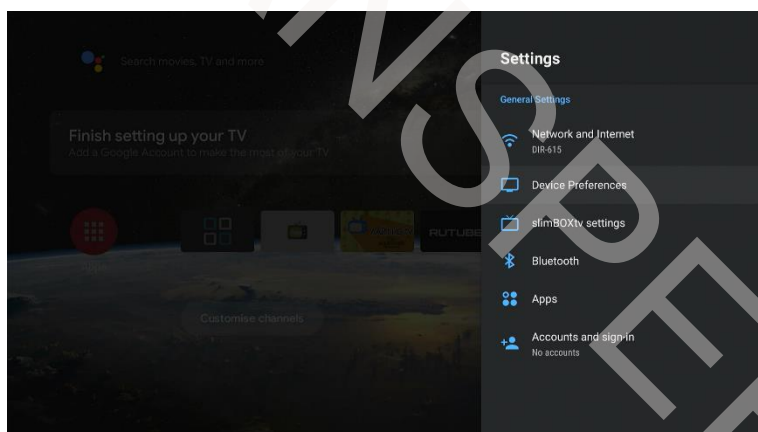 Search movies, TV and more
Finish setting up your TV
Add a Google Account to make the most of your TV
RUTUBE
Customise channels
Settings
General Settings
Network and Internet
DIR-615
Device Preferences
slimBOXtv settings
Bluetooth
Apps
Accounts and sign-in
No accounts